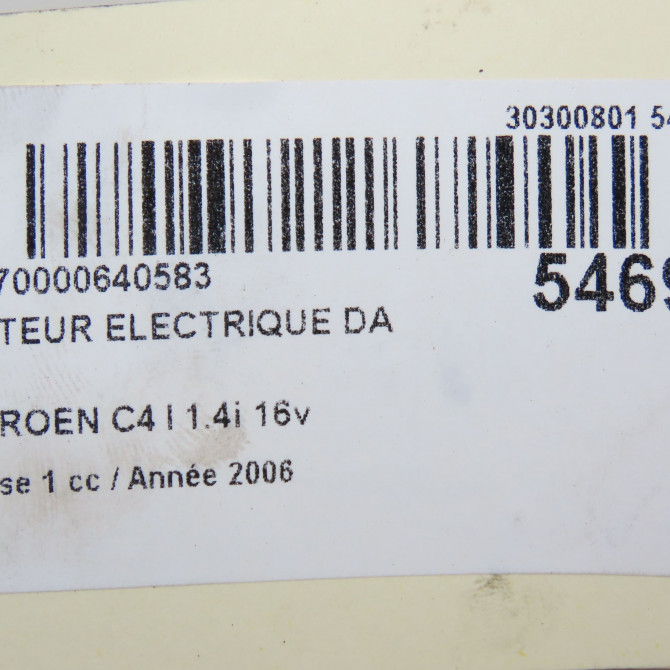 30300801 54
70000640583
5469
TEUR ELECTRIQUE DA
ROEN C4 I 1.4i 16v
se 1 cc / Année 2006